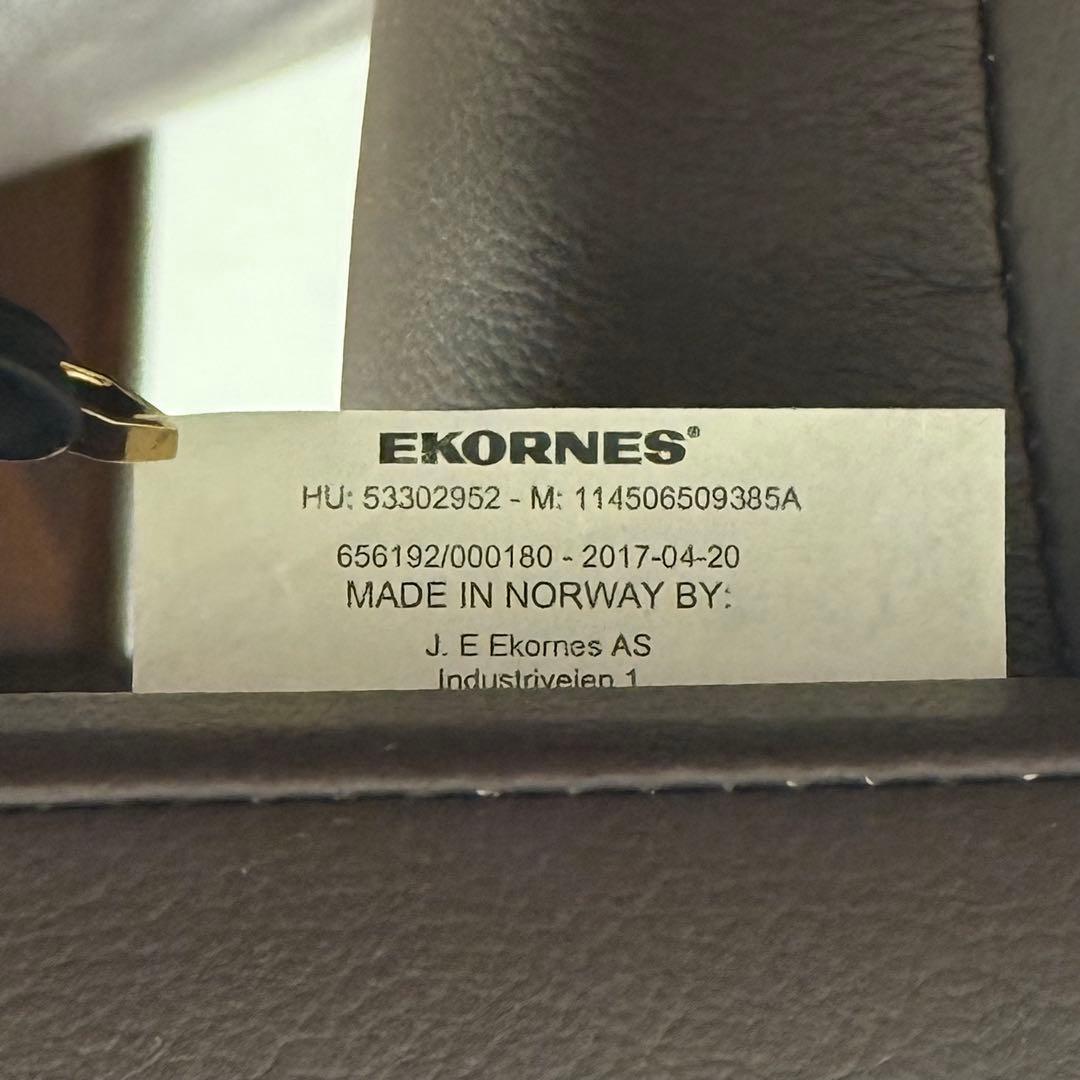 EKORNES®
HU: 53302952 - M: 114506509385A
656192/000180 - 2017-04-20
MADE IN NORWAY BY:
J. E Ekornes AS
Industriveien 1